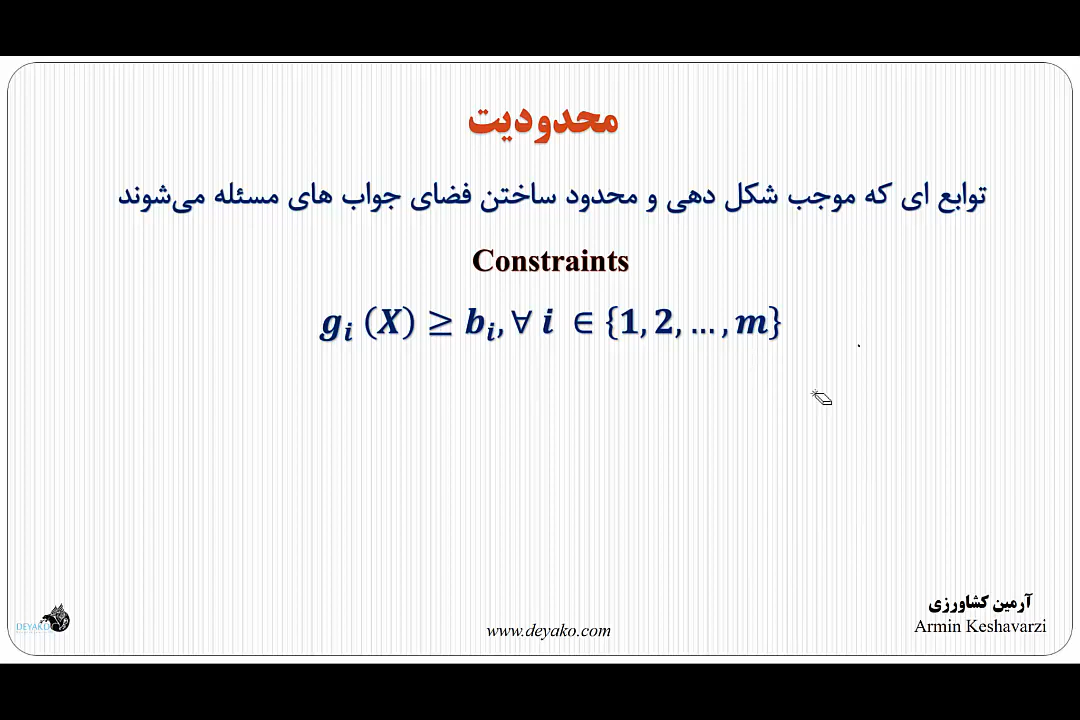 محدودیت
توابع ای که موجب شکل دهی و محدود ساختن فضای جواب های مسئله می‌شوند
Constraints
gᵢ (X) ≥ bᵢ, ∀ i ∈ {1, 2, … , m}
آرمین کشاورزی
Armin Keshavarzi
www.deyako.com
DEYAKO